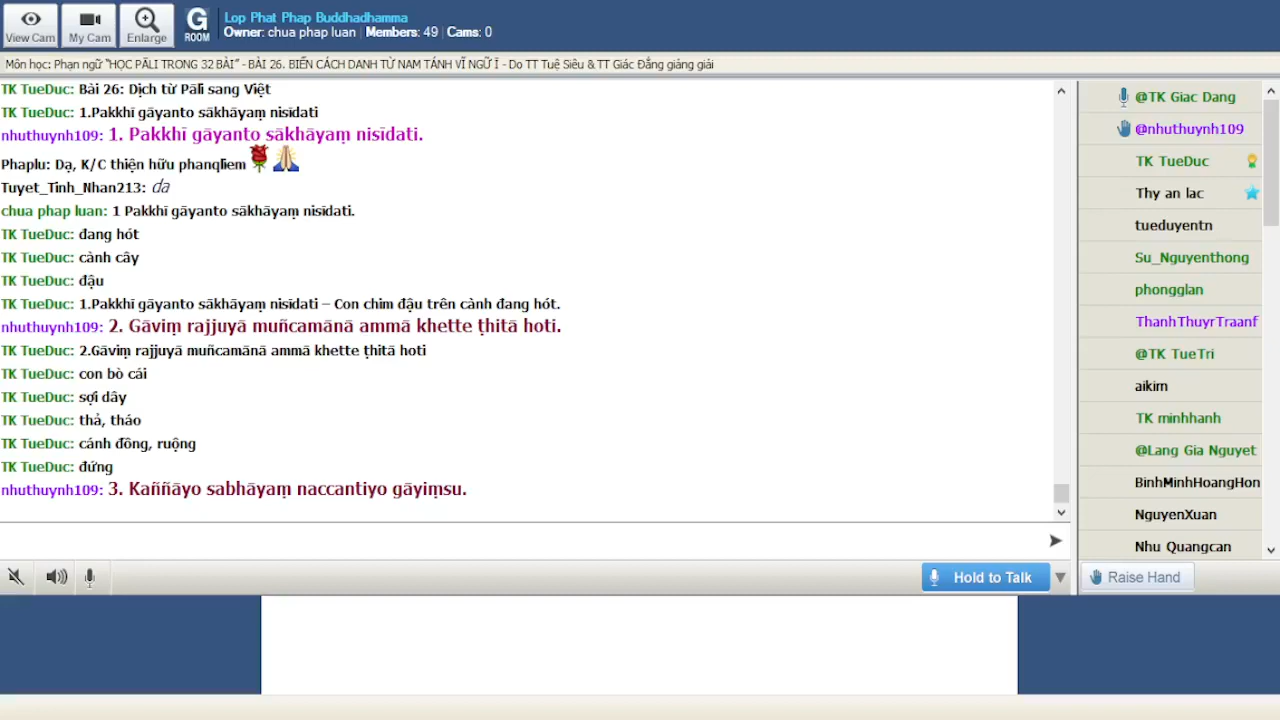 Lop Phat Phap Buddhadhamma
Owner: chua phap luan | Members: 49 | Cams: 0
View Cam
My Cam
Enlarge
G ROOM
Môn học: Phạn ngữ "HỌC PĀLI TRONG 32 BÀI" - BÀI 26. BIẾN CÁCH DANH TỪ NAM TÁNH VĨ NGỮ Ī - Do TT Tuệ Siêu & TT Giác Đẳng giảng giải
TK TueDuc: Bài 26: Dịch từ Pāli sang Việt
TK TueDuc: 1.Pakkhī gāyanto sākhāyaṃ nisīdati
nhuthuynh109: 1. Pakkhī gāyanto sākhāyaṃ nisīdati.
Phaplu: Dạ, K/C thiện hữu phanqliem
Tuyet_Tinh_Nhan213: da
chua phap luan: 1 Pakkhī gāyanto sākhāyaṃ nisīdati.
TK TueDuc: đang hót
TK TueDuc: cành cây
TK TueDuc: đậu
TK TueDuc: 1.Pakkhī gāyanto sākhāyaṃ nisīdati – Con chim đậu trên cành đang hót.
nhuthuynh109: 2. Gāviṃ rajjuyā muñcamānā ammā khette ṭhitā hoti.
TK TueDuc: 2.Gāviṃ rajjuyā muñcamānā ammā khette ṭhitā hoti
TK TueDuc: con bò cái
TK TueDuc: sợi dây
TK TueDuc: thả, tháo
TK TueDuc: cánh đồng, ruộng
TK TueDuc: đứng
nhuthuynh109: 3. Kaññāyo sabhāyaṃ naccantiyo gāyiṃsu.
@TK Giac Dang
@nhuthuynh109
TK TueDuc
Thy an lac
tueduyentn
Su_Nguyenthong
phongglan
ThanhThuyrTraanf
@TK TueTri
aikim
TK minhhanh
@Lang Gia Nguyet
BinhMinhHoangHon
NguyenXuan
Nhu Quangcan
Hold to Talk
Raise Hand